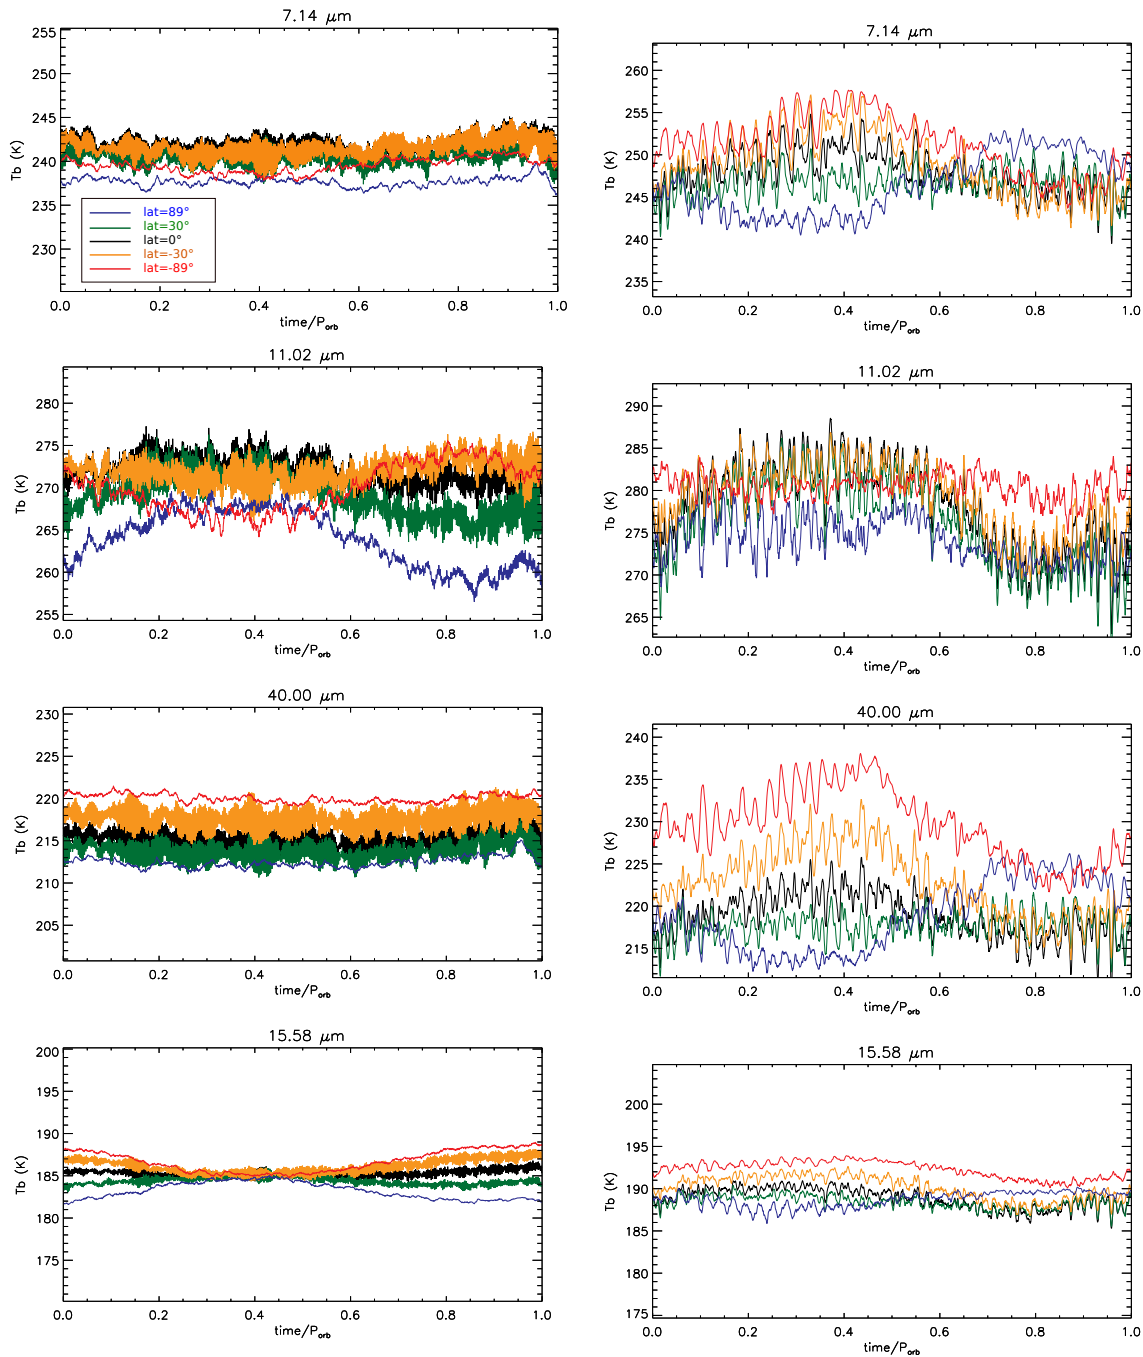 7.14 µm
255
250
245
240
235
230
Tb (K)
lat=89°
lat=30°
lat=0°
lat=-30°
lat=-89°
0.0 0.2 0.4 0.6 0.8 1.0
time/Porb
7.14 µm
260
255
250
245
240
235
Tb (K)
0.0 0.2 0.4 0.6 0.8 1.0
time/Porb
11.02 µm
280
275
270
265
260
255
Tb (K)
0.0 0.2 0.4 0.6 0.8 1.0
time/Porb
11.02 µm
290
285
280
275
270
265
Tb (K)
0.0 0.2 0.4 0.6 0.8 1.0
time/Porb
40.00 µm
230
225
220
215
210
205
Tb (K)
0.0 0.2 0.4 0.6 0.8 1.0
time/Porb
40.00 µm
240
235
230
225
220
215
Tb (K)
0.0 0.2 0.4 0.6 0.8 1.0
time/Porb
15.58 µm
200
195
190
185
180
175
Tb (K)
0.0 0.2 0.4 0.6 0.8 1.0
time/Porb
15.58 µm
200
195
190
185
180
175
Tb (K)
0.0 0.2 0.4 0.6 0.8 1.0
time/Porb